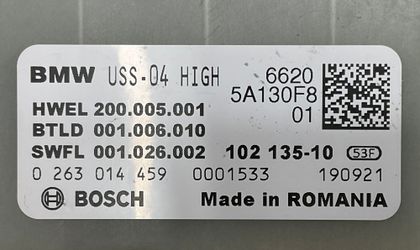 BMW USS-04 HIGH 6620
5A130F8
HWEL 200.005.001 01
BTLD 001.006.010
SWFL 001.026.002 102 135-10 53F
0 263 014 459 0001533 190921
BOSCH Made in ROMANIA